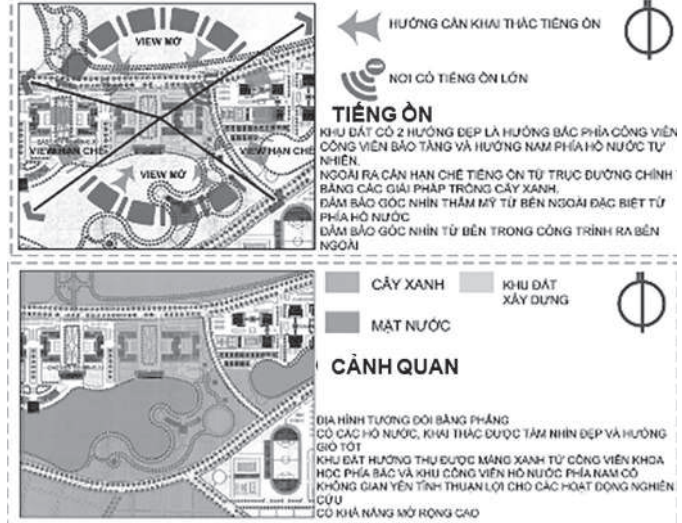 VIEW MỞ
VIEW HẠN CHẾ
VIEW MỞ
VIEW HẠN CHẾ
HƯỚNG CẦN KHAI THÁC TIẾNG ỒN
NƠI CÓ TIẾNG ỒN LỚN
TIẾNG ỒN
KHU ĐẤT CÓ 2 HƯỚNG ĐẸP LÀ HƯỚNG BẮC PHÍA CÔNG VIÊN
CÔNG VIÊN BẢO TÀNG VÀ HƯỚNG NAM PHÍA HỒ NƯỚC TỰ
NHIÊN.
NGOÀI RA CẦN HẠN CHẾ TIẾNG ỒN TỪ TRỤC ĐƯỜNG CHÍNH
BẰNG CÁC GIẢI PHÁP TRỒNG CÂY XANH.
ĐẢM BẢO GÓC NHÌN THẨM MỸ TỪ BÊN NGOÀI ĐẶC BIỆT TỪ
PHÍA HỒ NƯỚC
ĐẢM BẢO GÓC NHÌN TỪ BÊN TRONG CÔNG TRÌNH RA BÊN
NGOÀI
CÂY XANH
KHU ĐẤT
XÂY DỰNG
MẶT NƯỚC
CẢNH QUAN
ĐỊA HÌNH TƯƠNG ĐỐI BẰNG PHẲNG
CÓ CÁC HỒ NƯỚC, KHAI THÁC ĐƯỢC TẦM NHÌN ĐẸP VÀ HƯỚNG
GIÓ TỐT
KHU ĐẤT HƯỞNG THỤ ĐƯỢC MẢNG XANH TỪ CÔNG VIÊN KHOA
HỌC PHÍA BẮC VÀ KHU CÔNG VIÊN HỒ NƯỚC PHÍA NAM CÓ
KHÔNG GIAN YÊN TĨNH THUẬN LỢI CHO CÁC HOẠT ĐỘNG NGHIÊN
CỨU
CÓ KHẢ NĂNG MỞ RỘNG CAO